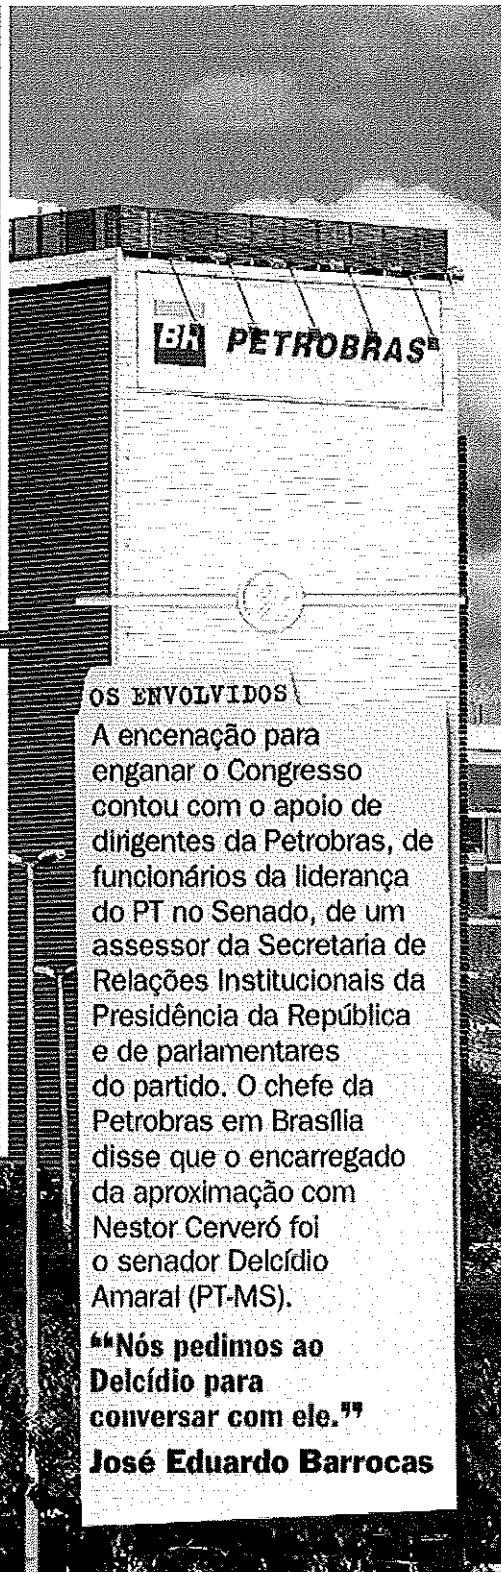 BR PETROBRAS
OS ENVOLVIDOS
A encenação para
enganar o Congresso
contou com o apoio de
dirigentes da Petrobras, de
funcionários da liderança
do PT no Senado, de um
assessor da Secretaria de
Relações Institucionais da
Presidência da República
e de parlamentares
do partido. O chefe da
Petrobras em Brasília
disse que o encarregado
da aproximação com
Nestor Cerveró foi
o senador Delcídio
Amaral (PT-MS).
“Nós pedimos ao
Delcídio para
conversar com ele.”
José Eduardo Barrocas